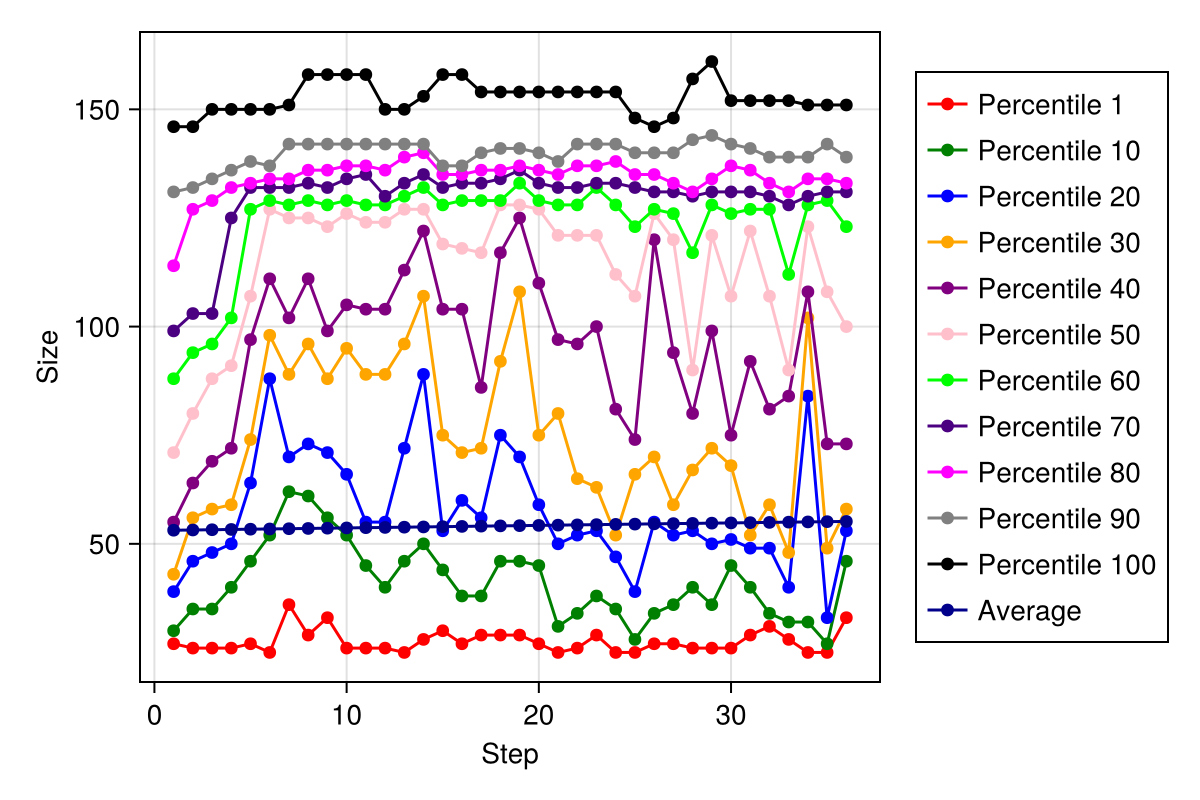 150
100
50
0
10
20
30
Size
Step
Percentile 1
Percentile 10
Percentile 20
Percentile 30
Percentile 40
Percentile 50
Percentile 60
Percentile 70
Percentile 80
Percentile 90
Percentile 100
Average